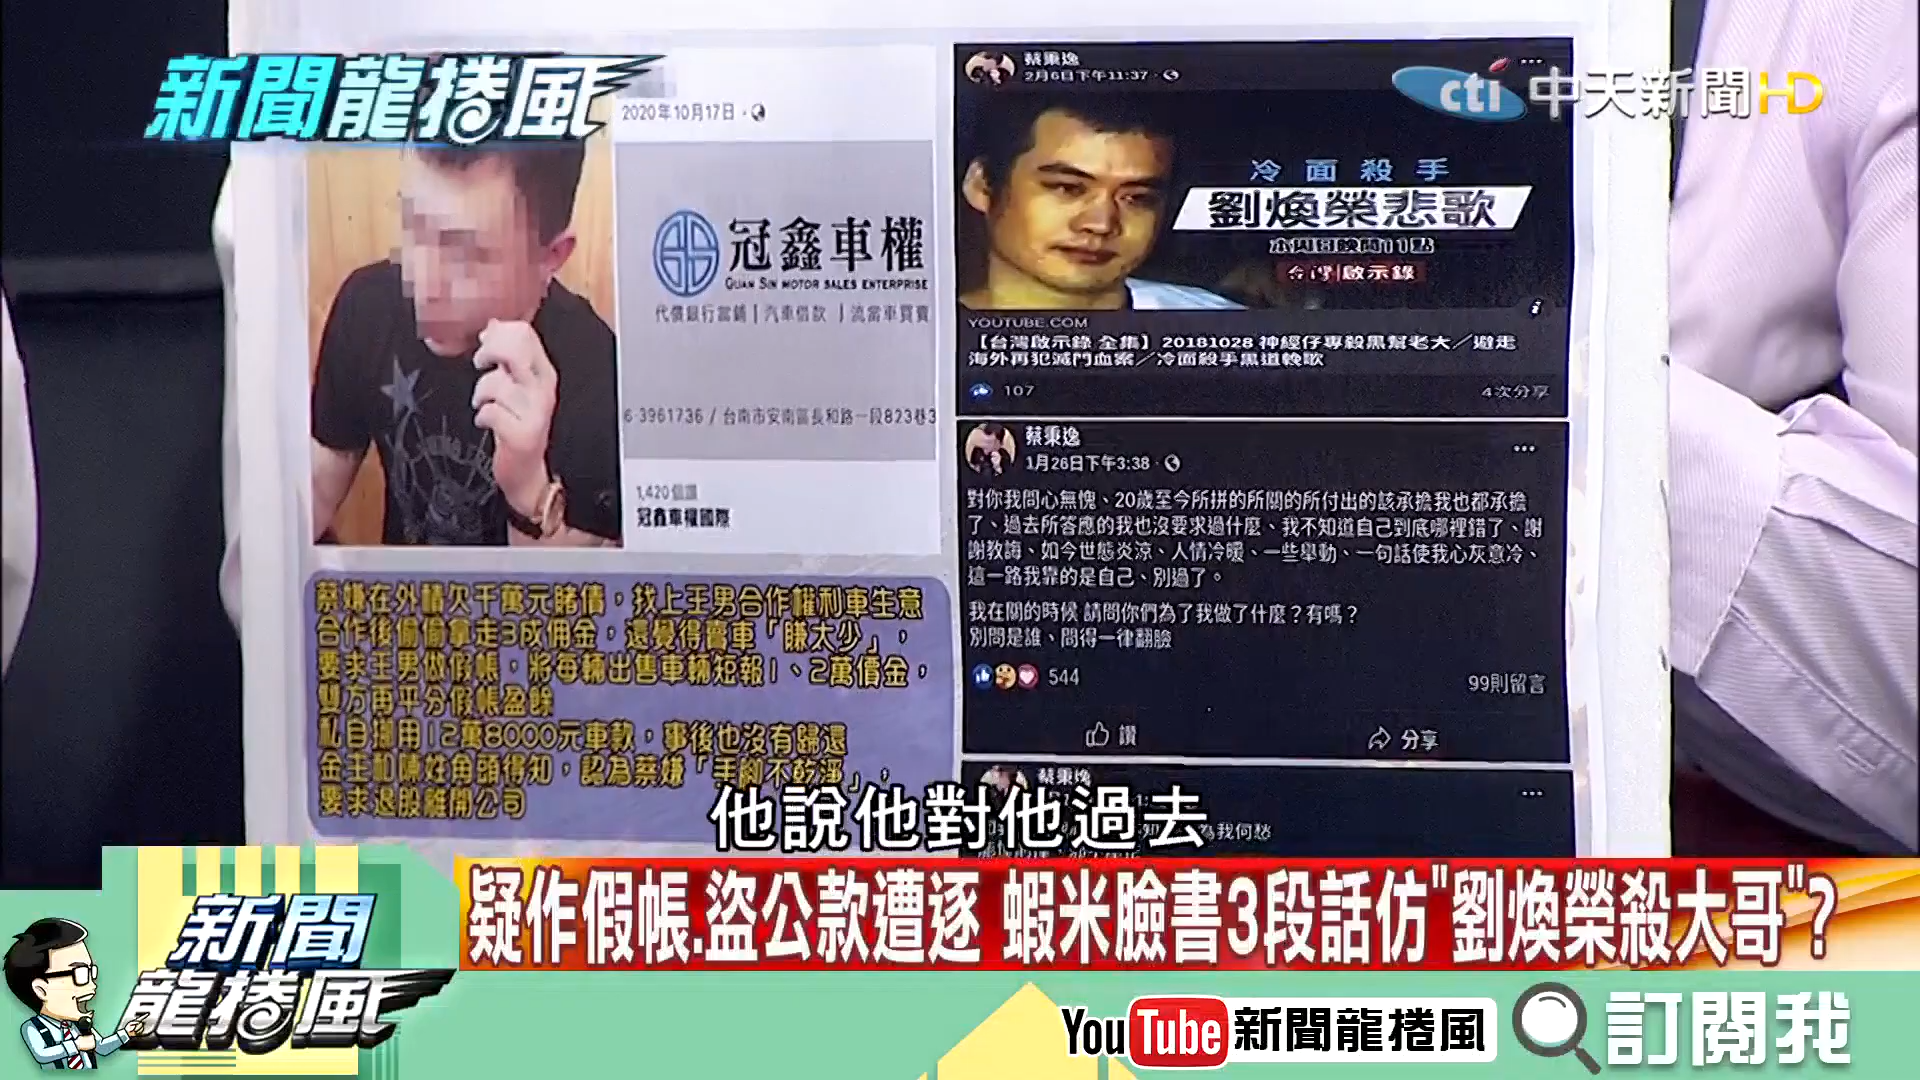 新聞龍捲風
cti 中天新聞HD
2020年10月17日
冠鑫車權
GUAN SIN MOTOR SALES ENTERPRISE
代償銀行當鋪 | 汽車借款 | 流當車買賣
6-3961736 / 台南市安南區長和路一段823巷3
1,420個讚
冠鑫車權國際
蔡嫌在外積欠千萬元賭債，找上王男合作權利車生意
合作後偷偷拿走3成佣金，還覺得賣車「賺太少」，
要求王男做假帳，將每輛出售車輛短報1、2萬價金，
雙方再平分假帳盈餘
私自挪用12萬8000元車款，事後也沒有歸還
金主和陳姓角頭得知，認為蔡嫌「手腳不乾淨」，
要求退股離開公司
蔡秉逸
2月6日下午11:37
冷面殺手
劉煥榮悲歌
本周日晚間11點
台灣啟示錄
YOUTUBE.COM
【台灣啟示錄 全集】20181028 神經仔專殺黑幫老大／避走
海外再犯滅門血案／冷面殺手黑道輓歌
107
4次分享
蔡秉逸
1月26日下午3:38
對你我問心無愧、20歲至今所拼的所關的所付出的該承擔我也都承擔
了、過去所答應的我也沒要求過什麼、我不知道自己到底哪裡錯了、謝
謝教誨、如今世態炎涼、人情冷暖、一些舉動、一句話使我心灰意冷、
這一路我靠的是自己、別過了。
我在關的時候 請問你們為了我做了什麼？有嗎？
別問是誰、問得一律翻臉
544
99則留言
讚
分享
蔡秉逸
為我何愁
他說他對他過去
疑作假帳.盜公款遭逐 蝦米臉書3段話仿"劉煥榮殺大哥"?
新聞
龍捲風
YouTube 新聞龍捲風
訂閱我